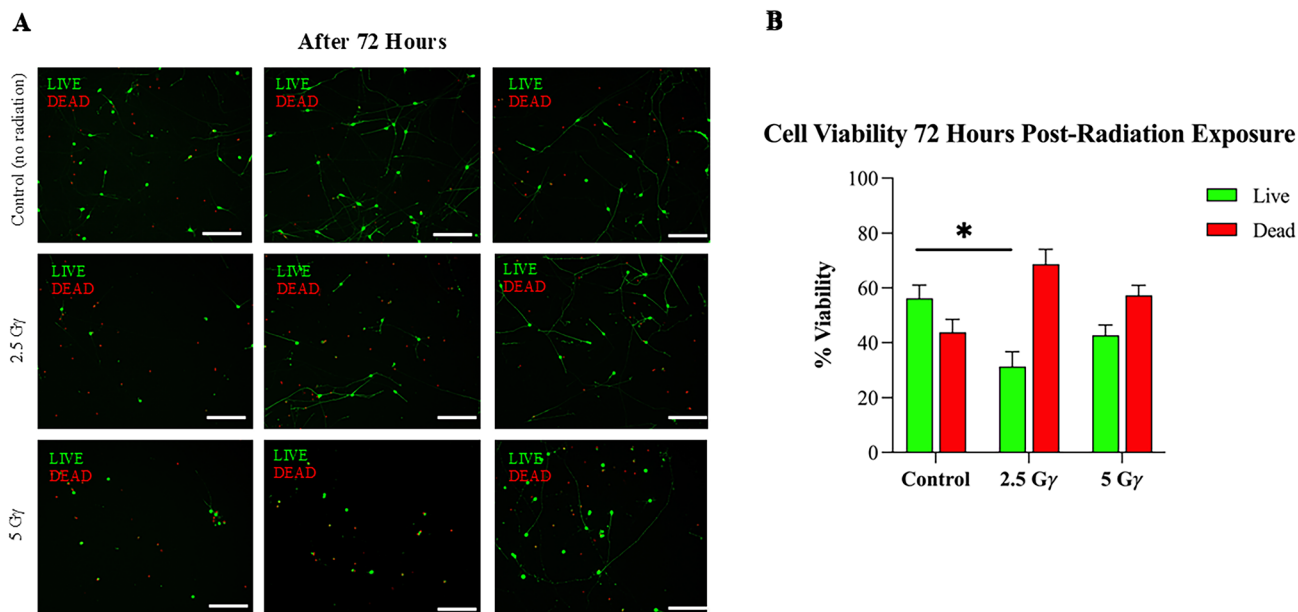 A
After 72 Hours
Control (no radiation)
LIVE
DEAD
LIVE
DEAD
LIVE
DEAD
2.5 Gγ
LIVE
DEAD
LIVE
DEAD
LIVE
DEAD
5 Gγ
LIVE
DEAD
LIVE
DEAD
LIVE
DEAD
B
Cell Viability 72 Hours Post-Radiation Exposure
% Viability
100
80
60
40
20
0
*
Control
2.5 Gγ
5 Gγ
Live
Dead